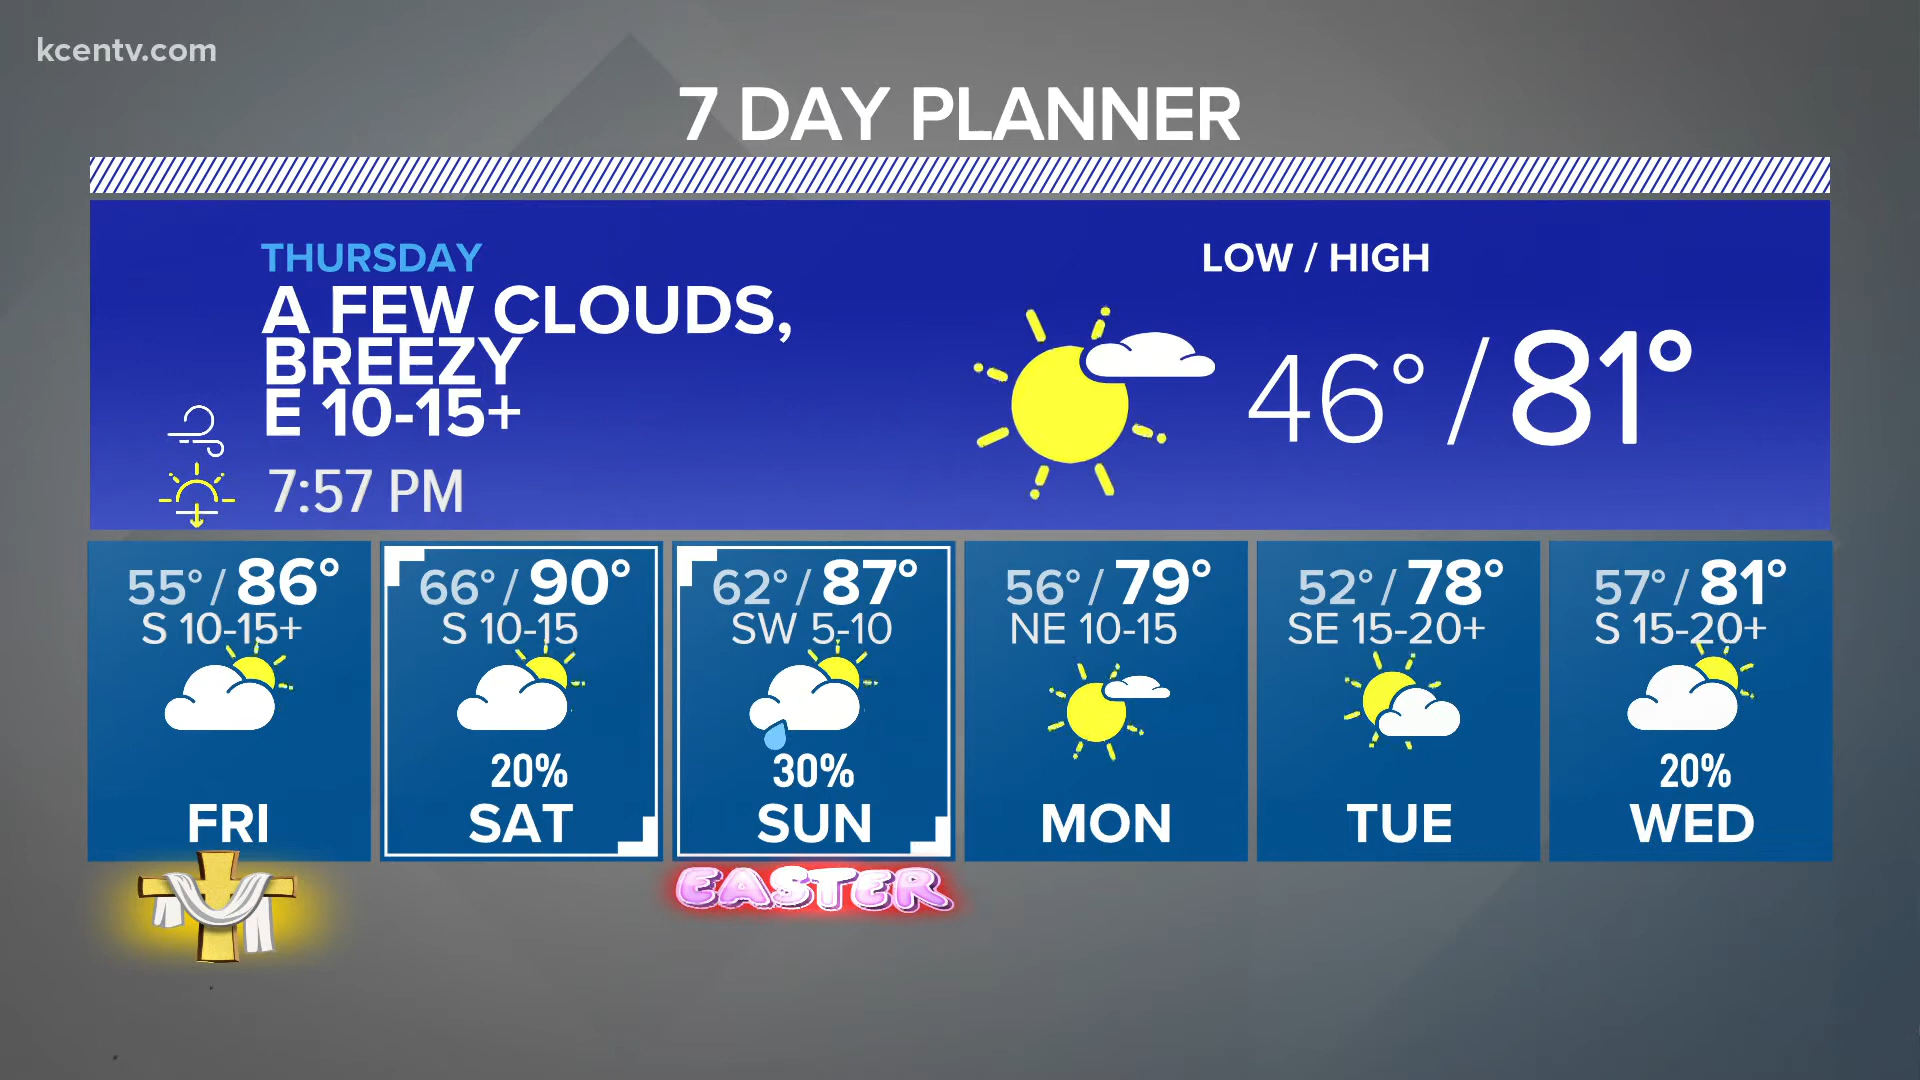 kcentv.com
7 DAY PLANNER
THURSDAY
A FEW CLOUDS,
BREEZY
E 10-15+
7:57 PM
LOW / HIGH
46° / 81°
55° / 86°
S 10-15+
FRI
66° / 90°
S 10-15
20%
SAT
62° / 87°
SW 5-10
30%
SUN
EASTER
56° / 79°
NE 10-15
MON
52° / 78°
SE 15-20+
TUE
57° / 81°
S 15-20+
20%
WED